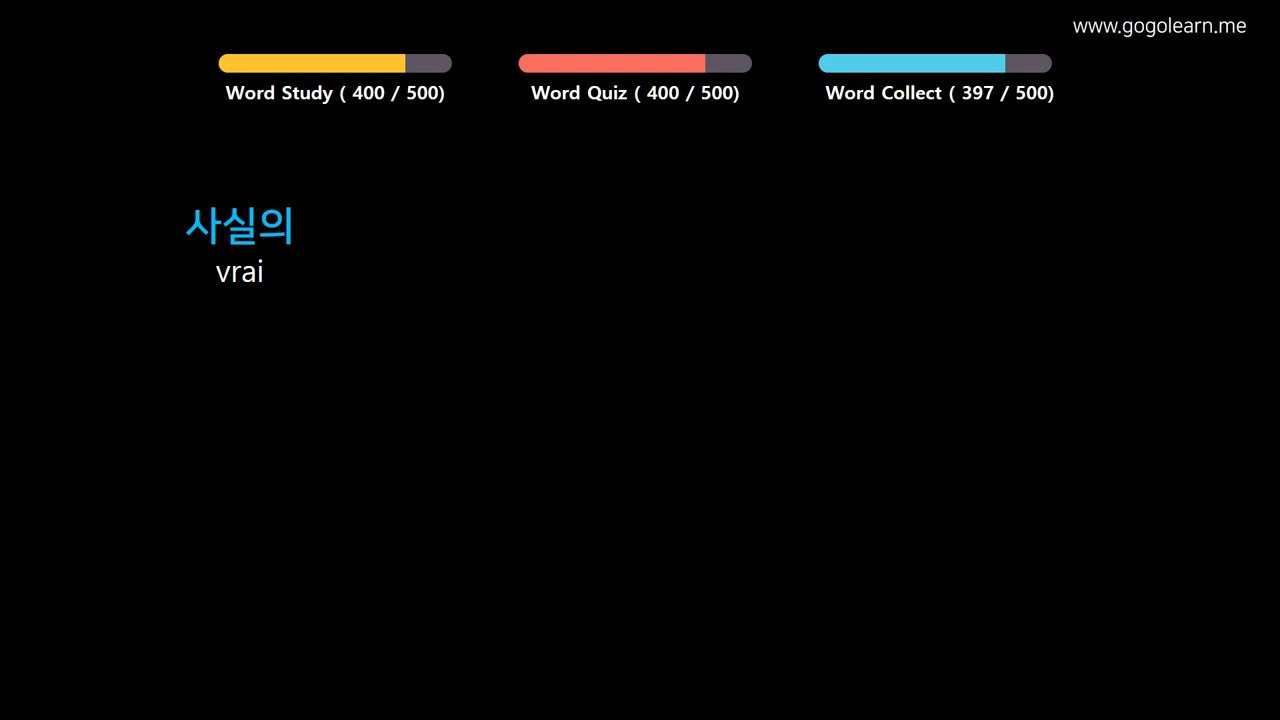 www.gogolearn.me
Word Study ( 400 / 500)
Word Quiz ( 400 / 500)
Word Collect ( 397 / 500)
사실의
vrai